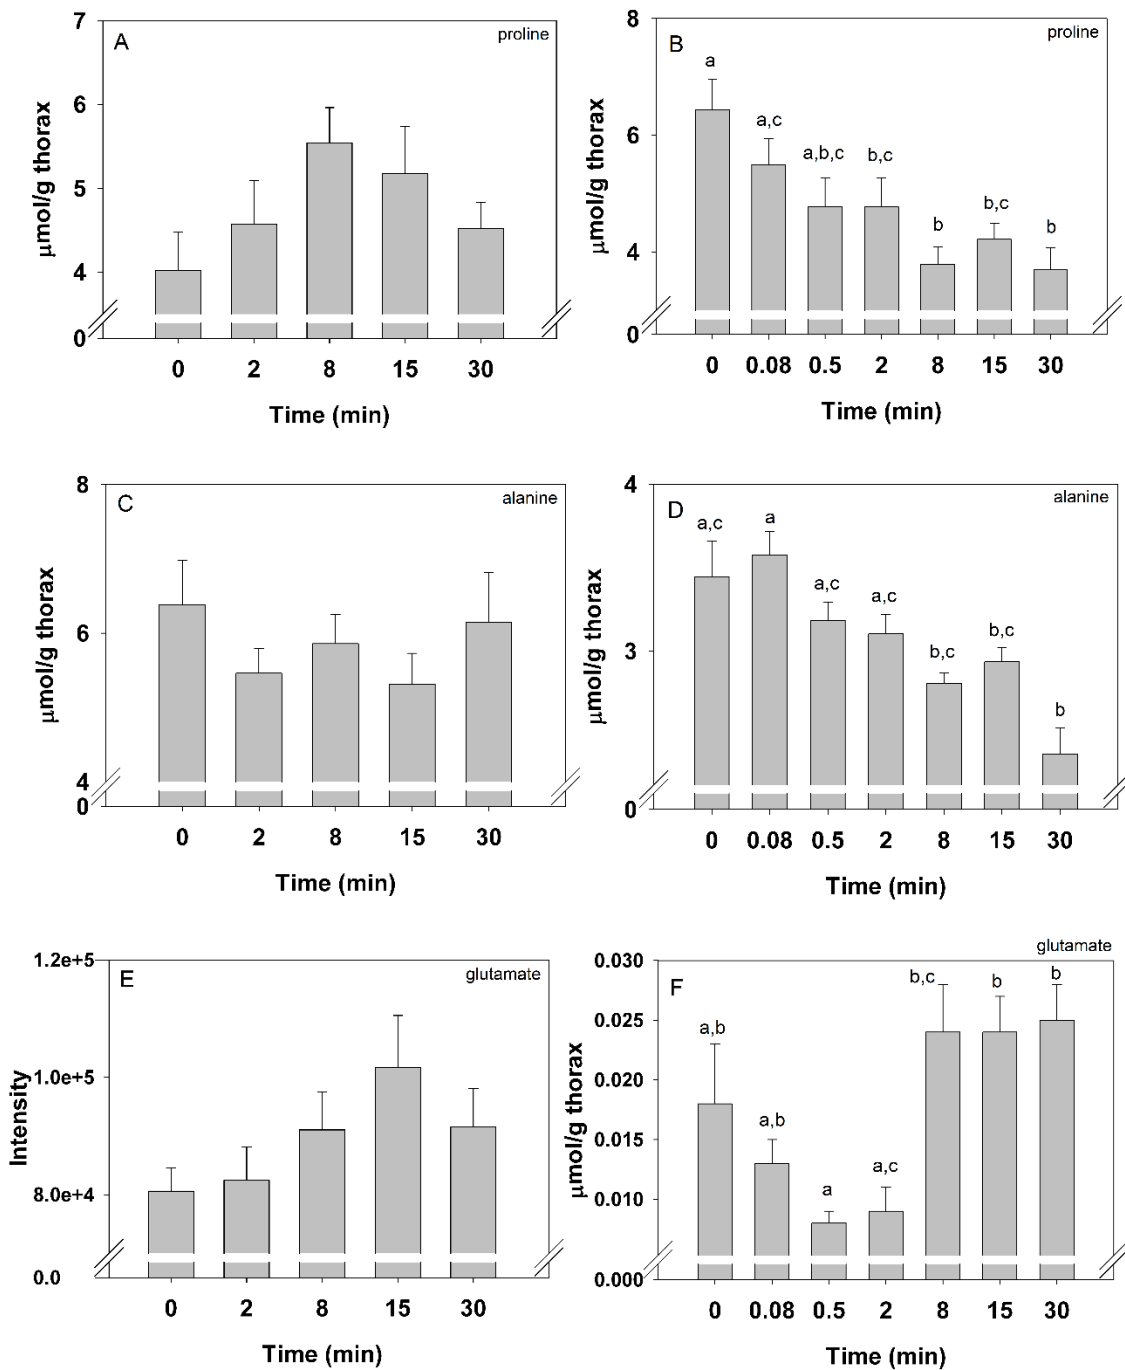 A
proline
7
6
5
4
0
μmol/g thorax
0 2 8 15 30
Time (min)
B
proline
8
6
4
0
μmol/g thorax
a
a,c
a,b,c
b,c
b
b,c
b
0 0.08 0.5 2 8 15 30
Time (min)
C
alanine
8
6
4
0
μmol/g thorax
0 2 8 15 30
Time (min)
D
alanine
4
3
0
μmol/g thorax
a,c
a
a,c
a,c
b,c
b,c
b
0 0.08 0.5 2 8 15 30
Time (min)
E
glutamate
1.2e+5
1.0e+5
8.0e+4
0.0
Intensity
0 2 8 15 30
Time (min)
F
glutamate
0.030
0.025
0.020
0.015
0.010
0.000
μmol/g thorax
a,b
a,b
a
a,c
b,c
b
b
0 0.08 0.5 2 8 15 30
Time (min)